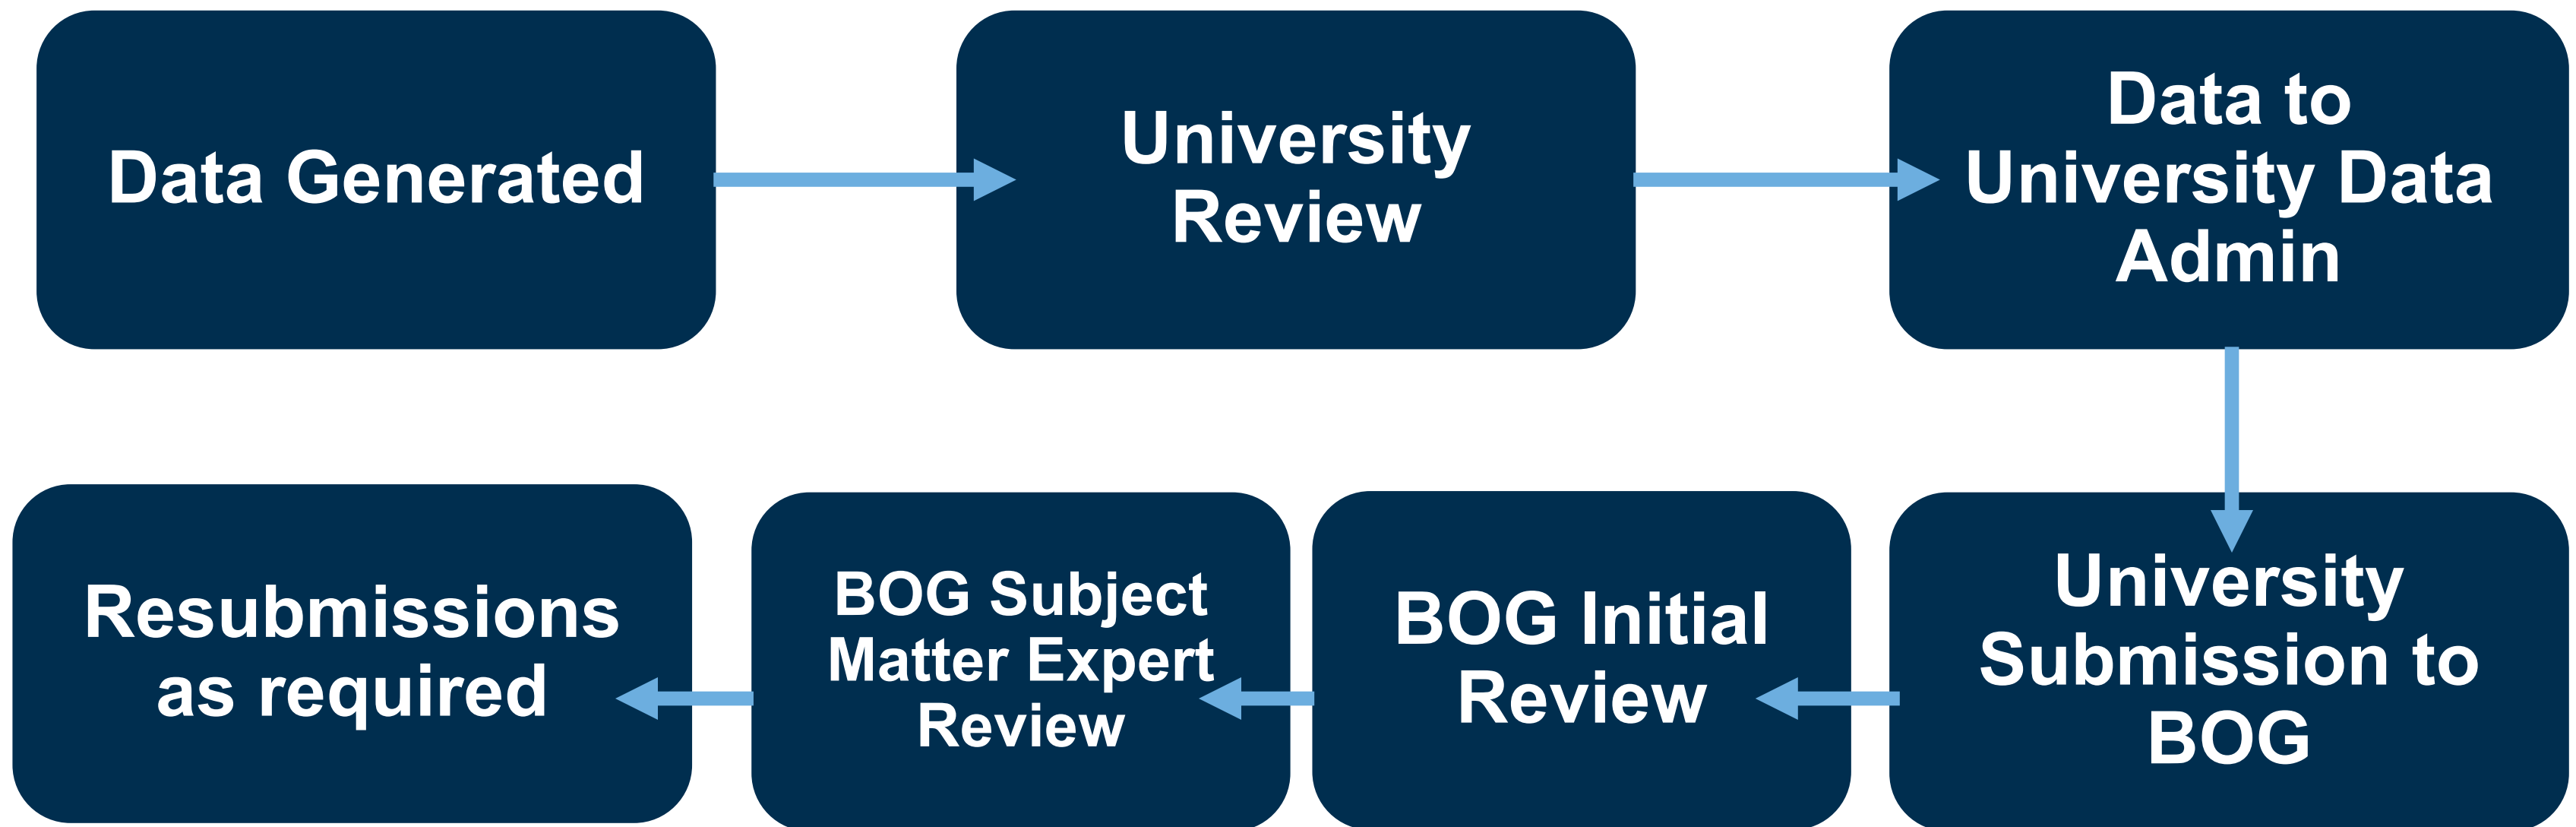 Data Generated
University
Review
Data to
University Data
Admin
University
Submission to
BOG
BOG Initial
Review
BOG Subject
Matter Expert
Review
Resubmissions
as required